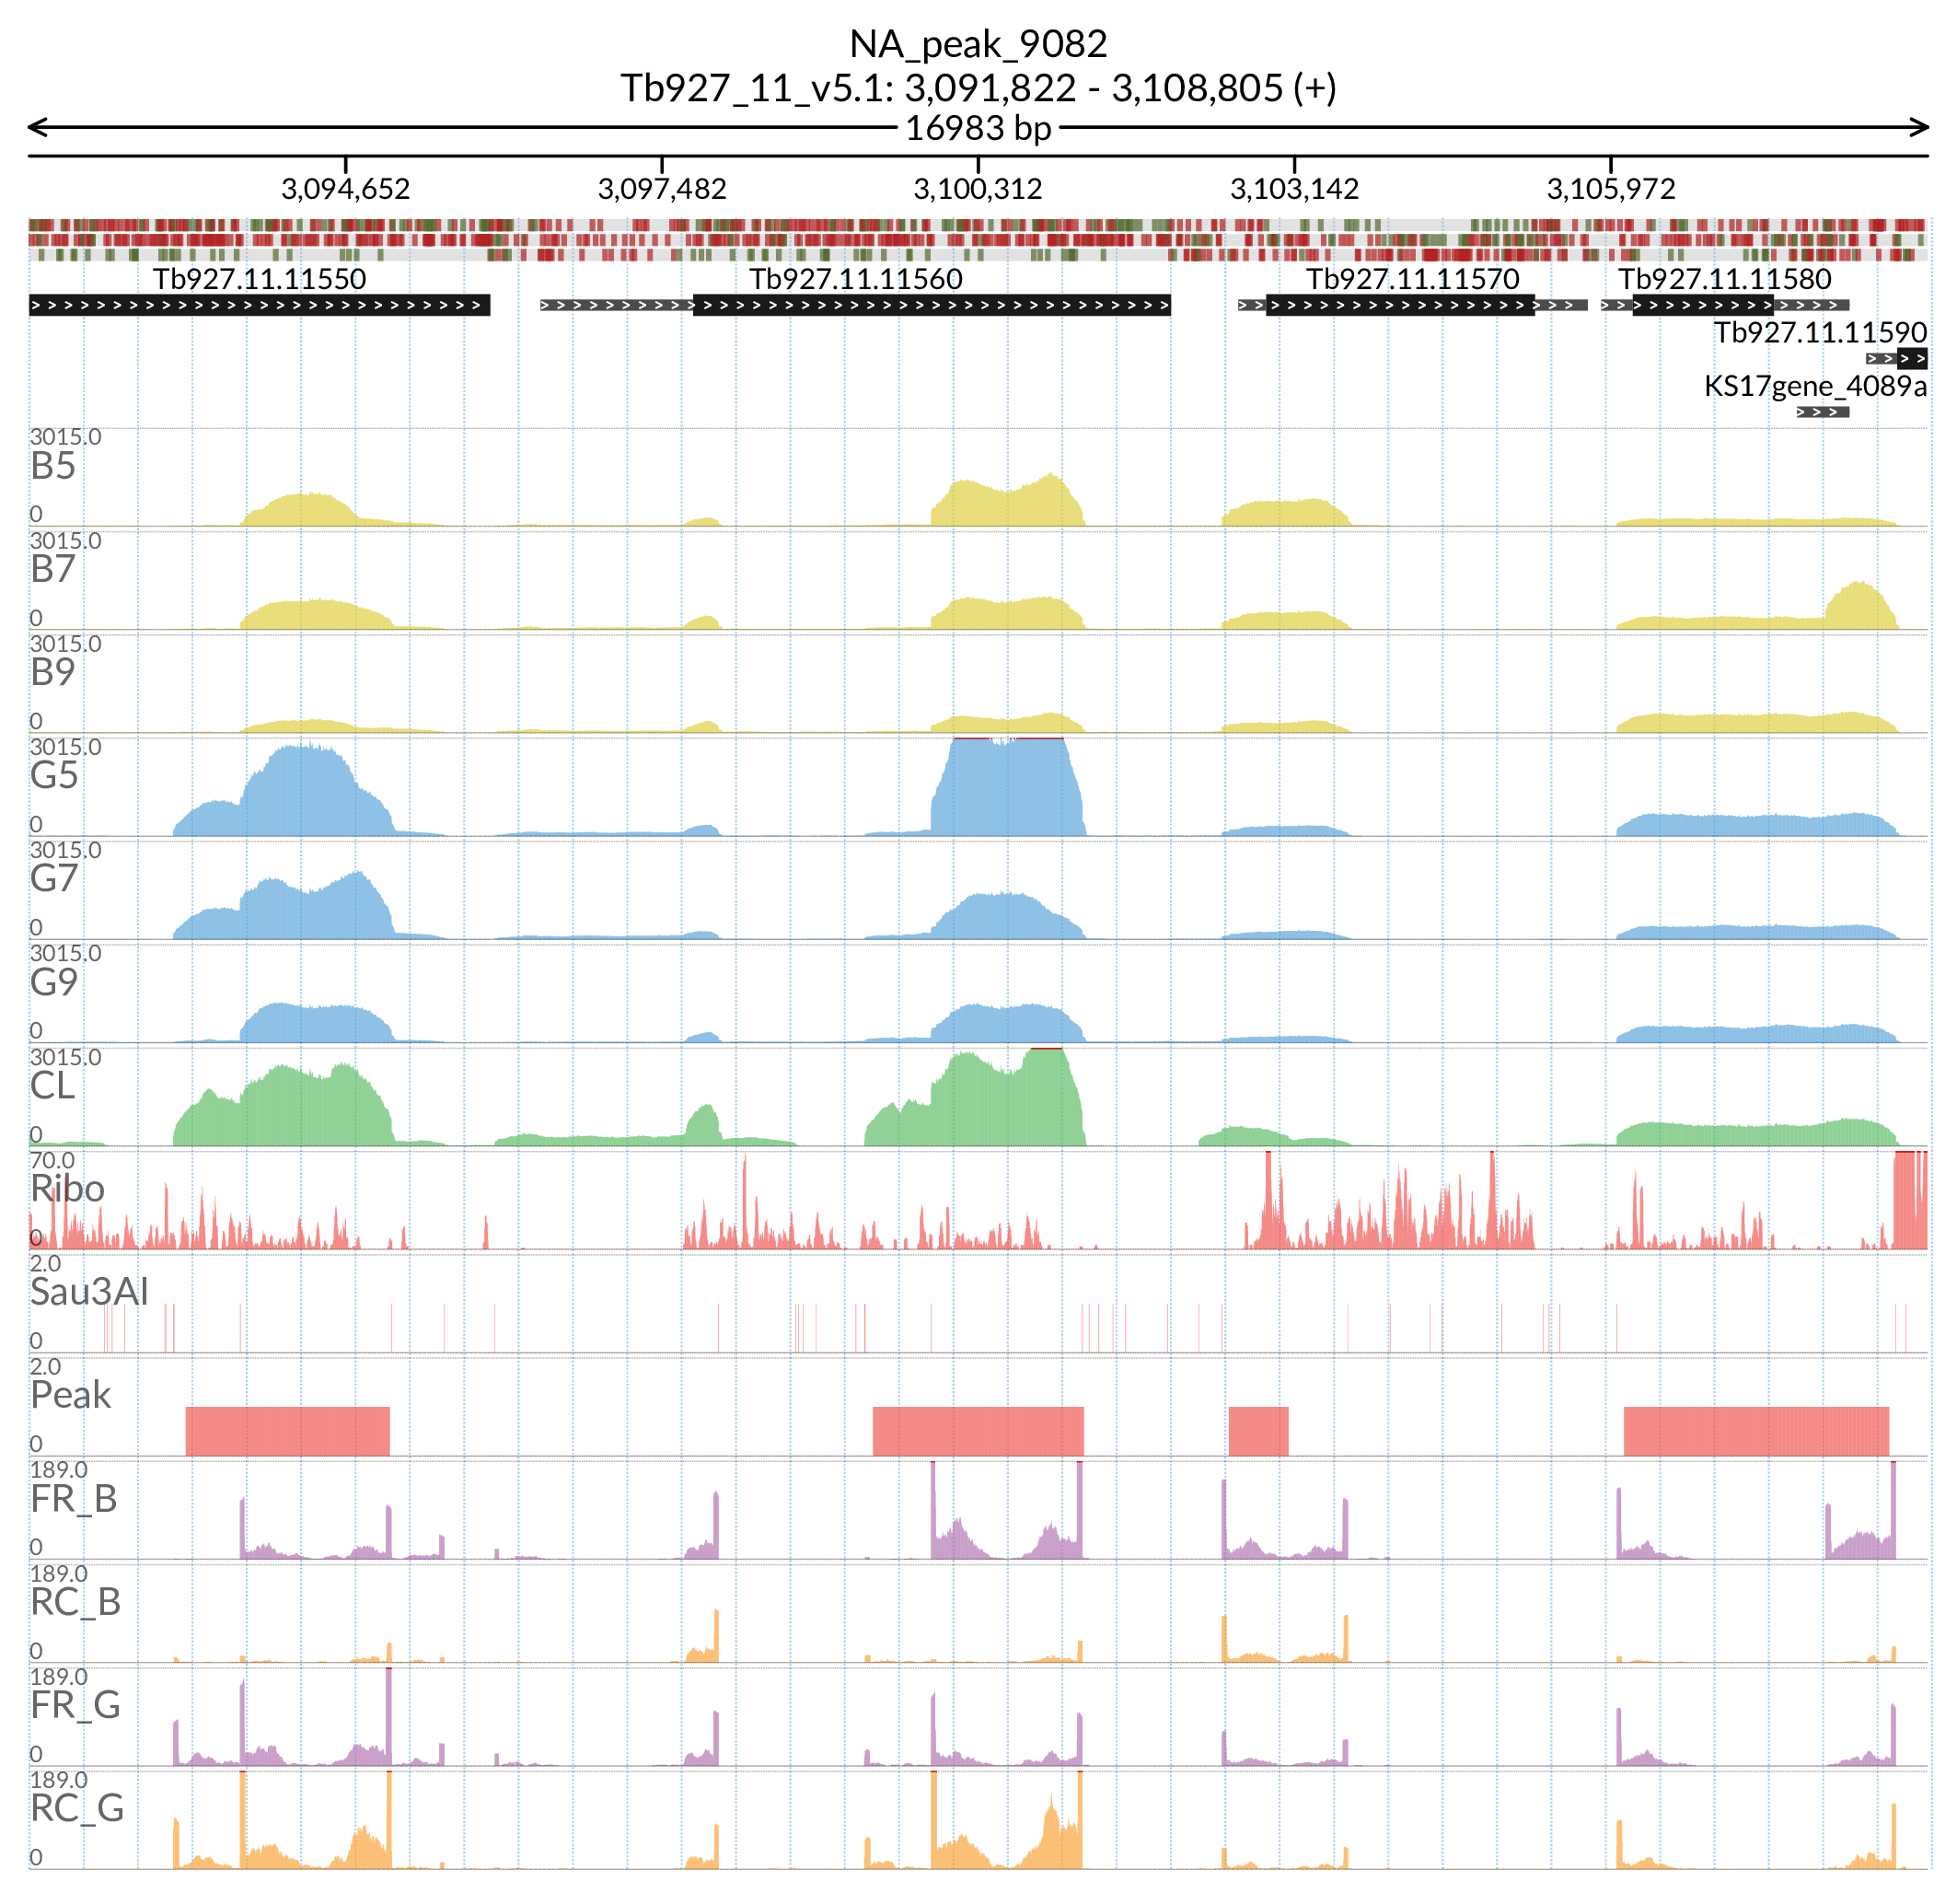 NA_peak_9082
Tb927_11_v5.1: 3,091,822 - 3,108,805 (+)
16983 bp
3,094,652 3,097,482 3,100,312 3,103,142 3,105,972
Tb927.11.11550 Tb927.11.11560 Tb927.11.11570 Tb927.11.11580
Tb927.11.11590
KS17gene_4089a
3015.0
B5
0
3015.0
B7
0
3015.0
B9
0
3015.0
G5
0
3015.0
G7
0
3015.0
G9
0
3015.0
CL
0
70.0
Ribo
0
2.0
Sau3AI
0
2.0
Peak
0
189.0
FR_B
0
189.0
RC_B
0
189.0
FR_G
0
189.0
RC_G
0